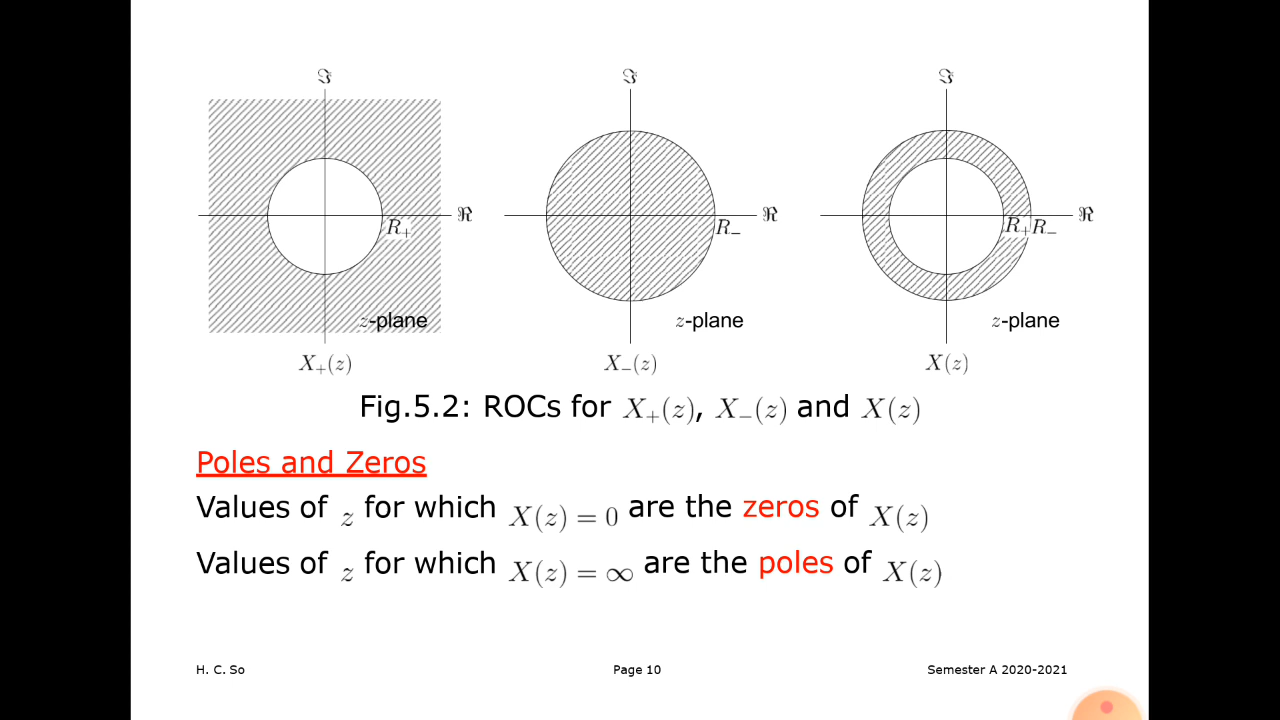 ℑ ℑ ℑ
ℜ ℜ ℜ
R₊ R₋ R₊ R₋
z-plane z-plane z-plane
X₊(z) X₋(z) X(z)
Fig.5.2: ROCs for X₊(z), X₋(z) and X(z)
Poles and Zeros
Values of z for which X(z) = 0 are the zeros of X(z)
Values of z for which X(z) = ∞ are the poles of X(z)
H. C. So Page 10 Semester A 2020-2021